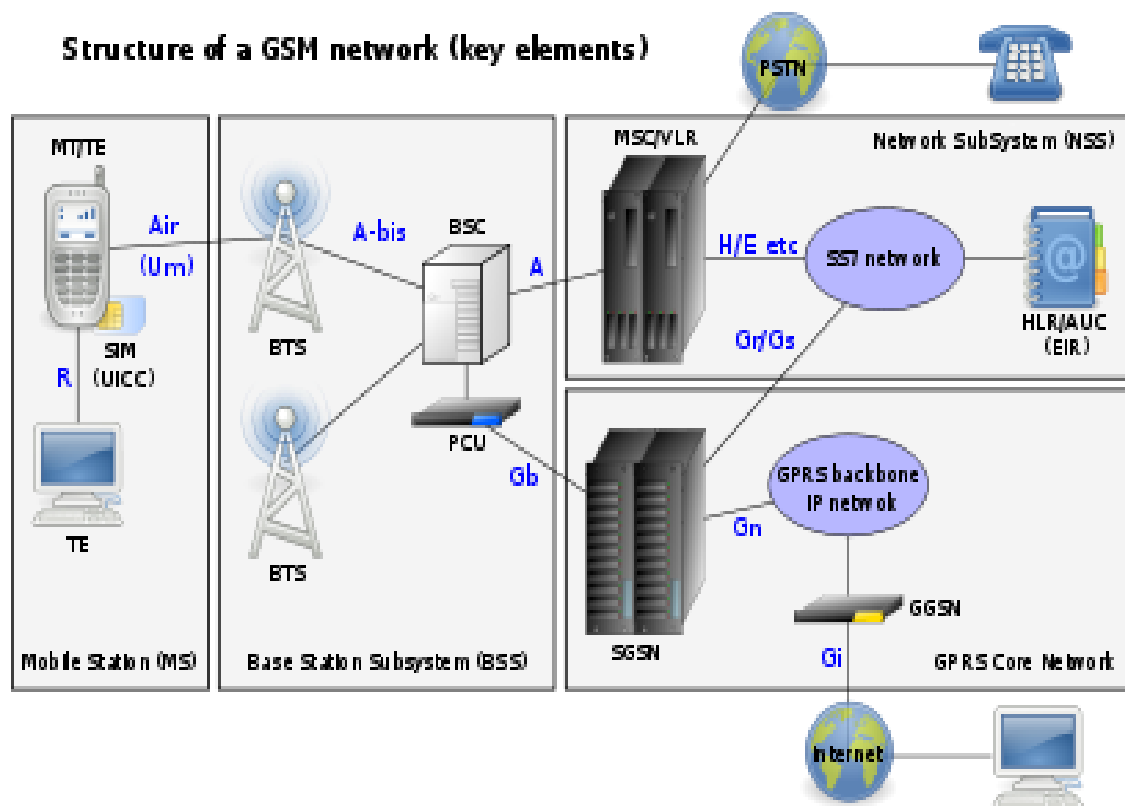 Structure of a GSM network (key elements)
PSTN
MT/TE
Air
(Um)
SIM
(UICC)
R
TE
Mobile Station (MS)
BTS
A-bis
BSC
BTS
PCU
Base Station Subsystem (BSS)
A
Gb
MSC/VLR
Network SubSystem (NSS)
H/E etc
SS7 network
HLR/AUC
(EIR)
Gr/Gs
GPRS backbone
IP netwok
Gn
SGSN
GGSN
Gi
GPRS Core Network
Internet